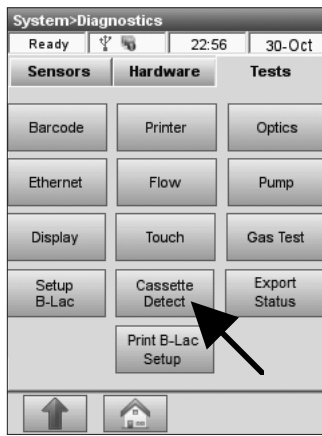 System>Diagnostics
Ready 22:56 30-Oct
Sensors Hardware Tests
Barcode Printer Optics
Ethernet Flow Pump
Display Touch Gas Test
Setup B-Lac Cassette Detect Export Status
Print B-Lac Setup